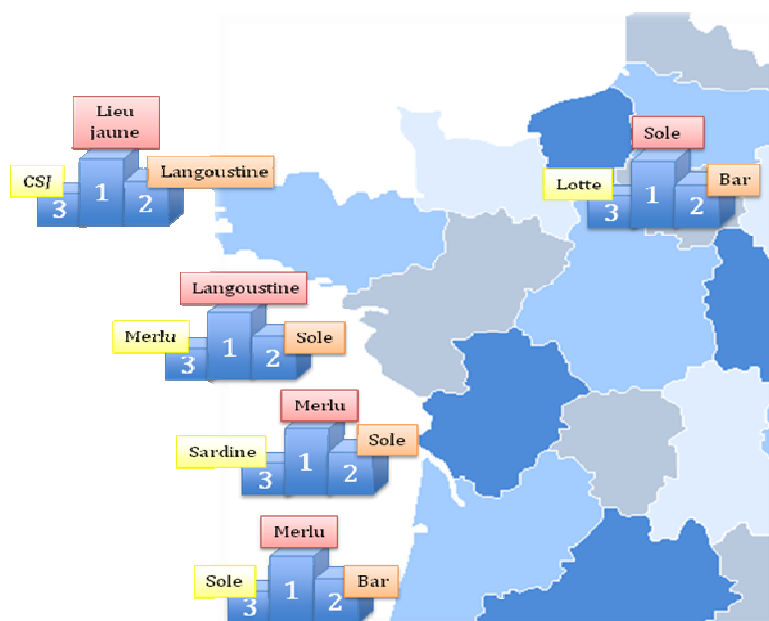 Lieu
jaune
CSJ
Langoustine
3
1
2
Sole
Lotte
Bar
3
1
2
Langoustine
Merlu
Sole
3
1
2
Merlu
Sardine
Sole
3
1
2
Merlu
Sole
Bar
3
1
2